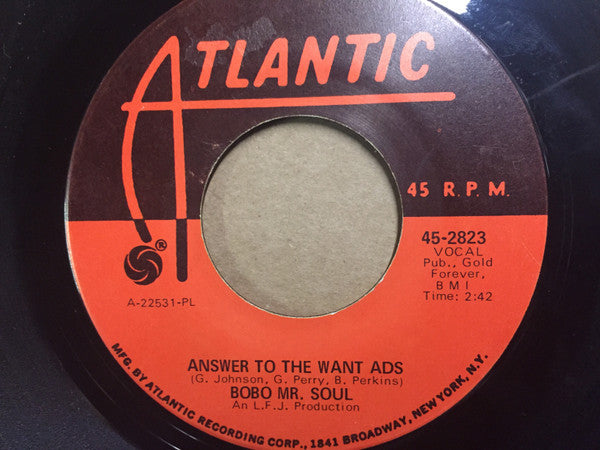 ATLANTIC
45 R.P.M.
®
45-2823
VOCAL
Pub., Gold
Forever,
BMI
Time: 2:42
A-22531-PL
ANSWER TO THE WANT ADS
(G. Johnson, G. Perry, B. Perkins)
BOBO MR. SOUL
An L.F.J. Production
MFG. BY ATLANTIC RECORDING CORP., 1841 BROADWAY, NEW YORK, N.Y.